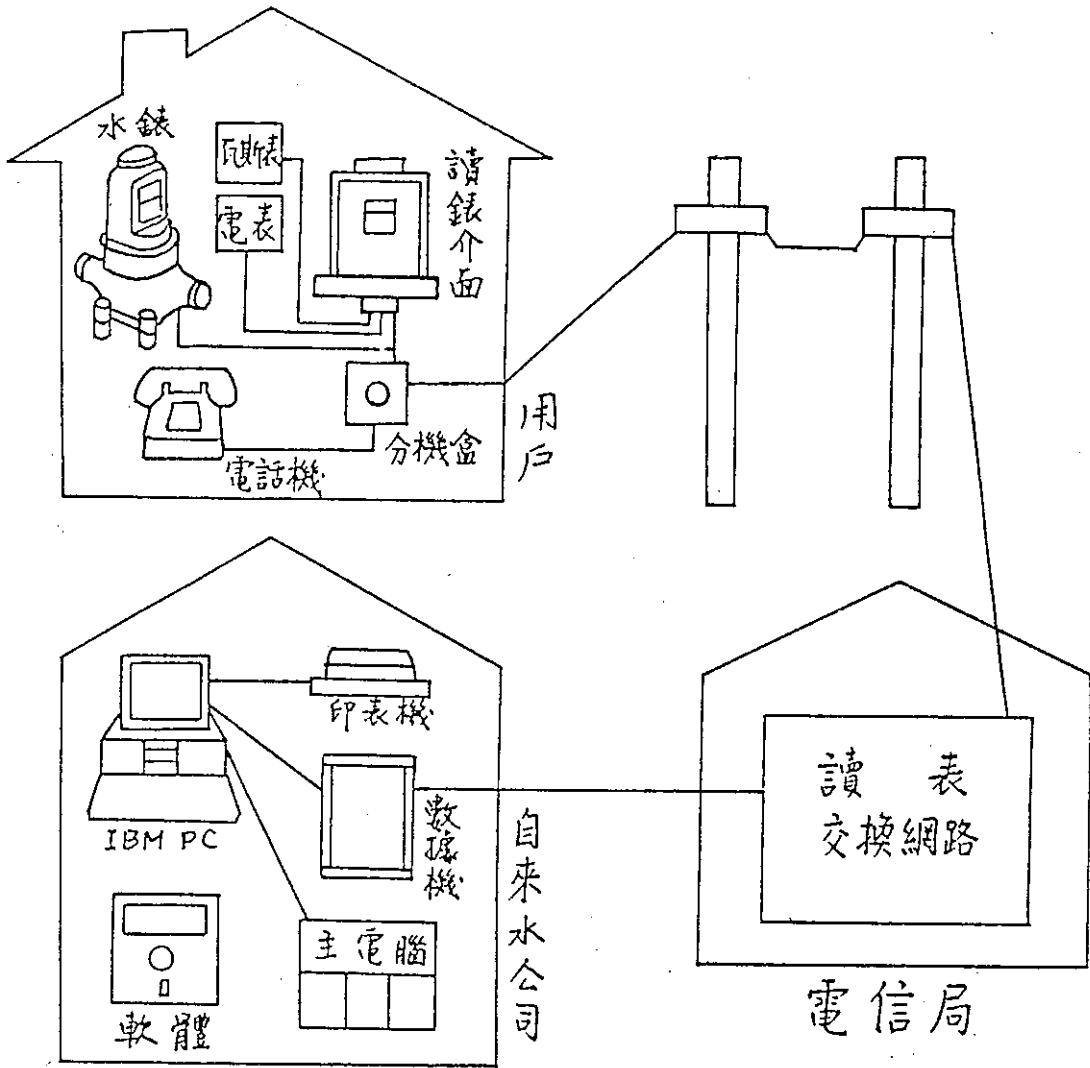 水錶
瓦斯表
電表
讀錶介面
電話機
分機盒
用戶
IBM PC
印表機
數據機
主電腦
軟體
自來水公司
讀表
交換網路
電信局